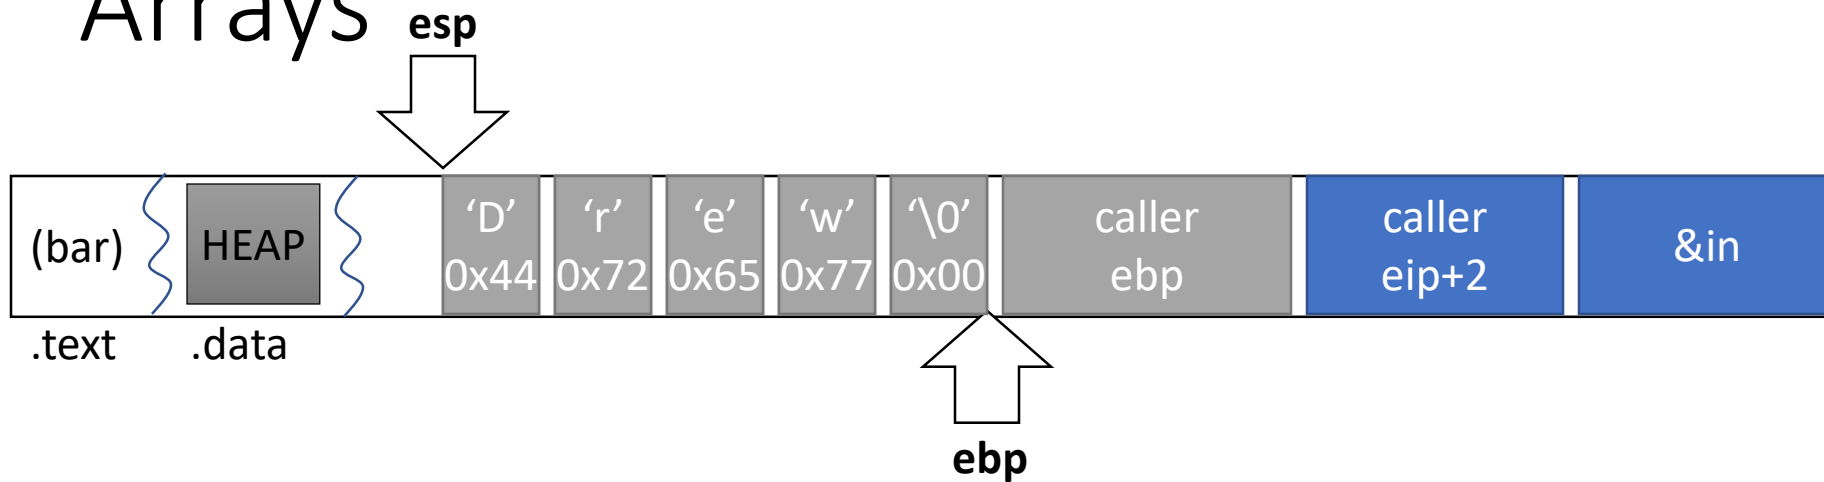 Arrays
esp
(bar)
HEAP
‘D’
0x44
‘r’
0x72
‘e’
0x65
‘w’
0x77
‘\0’
0x00
caller
ebp
caller
eip+2
&in
.text
.data
ebp